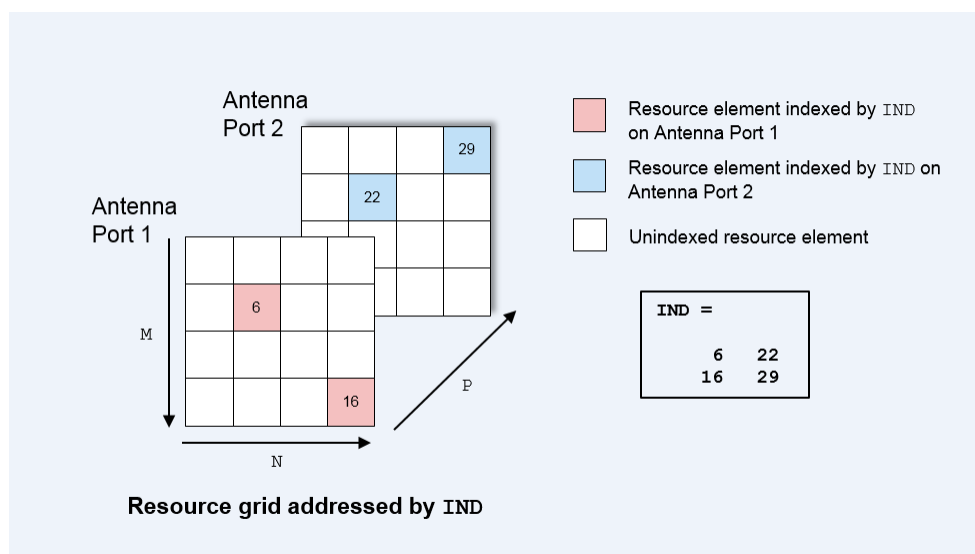 Antenna
Port 2
29
22
Antenna
Port 1
6
16
M
N
P
Resource grid addressed by IND
Resource element indexed by IND
on Antenna Port 1
Resource element indexed by IND on
Antenna Port 2
Unindexed resource element
IND =
6 22
16 29